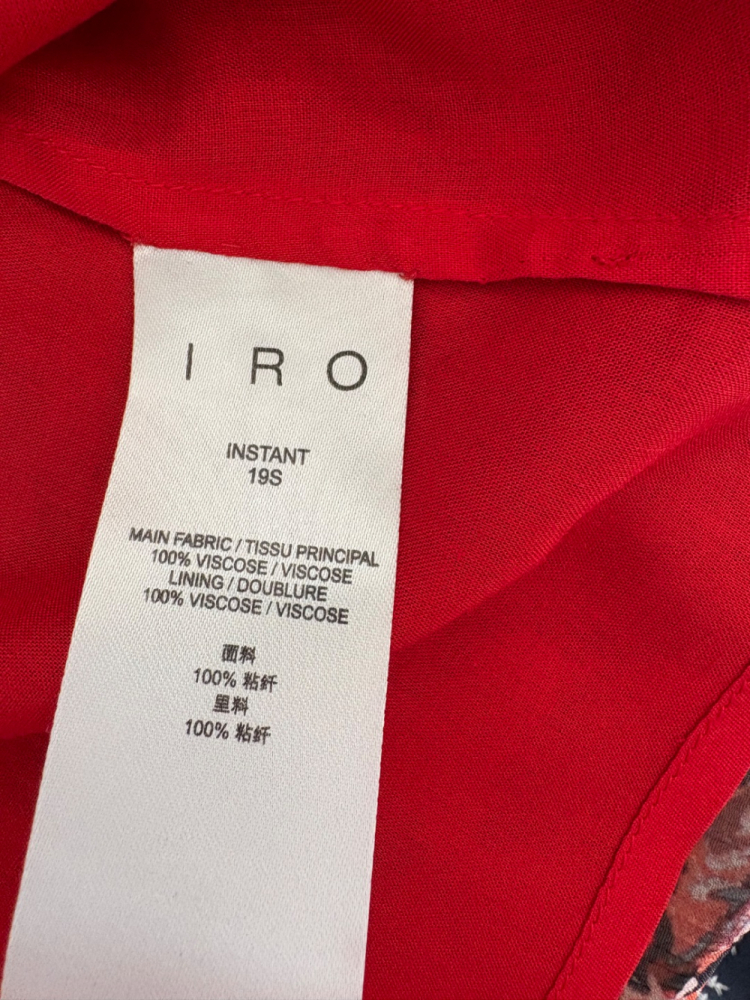 I R O
INSTANT
19S
MAIN FABRIC / TISSU PRINCIPAL
100% VISCOSE / VISCOSE
LINING / DOUBLURE
100% VISCOSE / VISCOSE
面料
100% 粘纤
里料
100% 粘纤